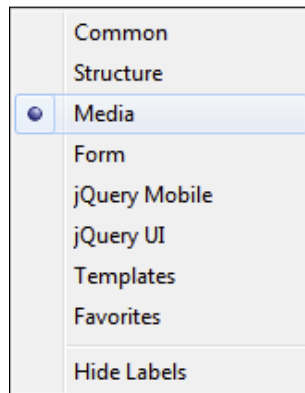 Common
Structure
Media
Form
jQuery Mobile
jQuery UI
Templates
Favorites
Hide Labels